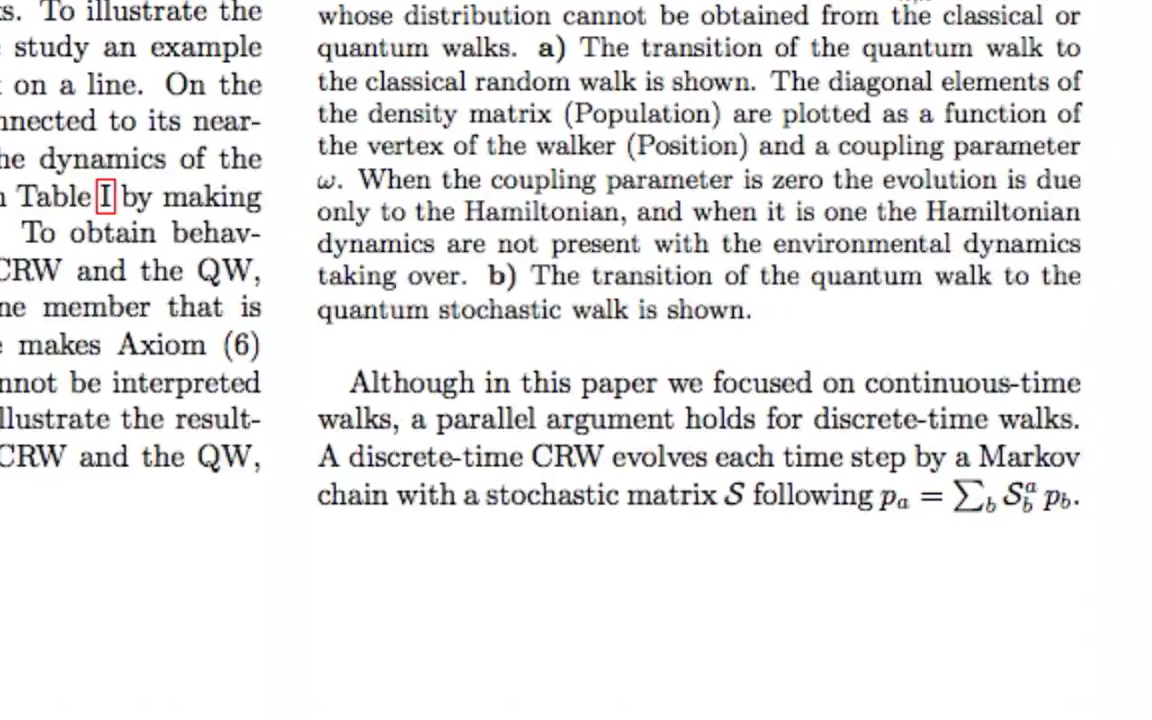 s. To illustrate the
study an example
on a line. On the
nnected to its near-
he dynamics of the
Table I by making
To obtain behav-
CRW and the QW,
ne member that is
makes Axiom (6)
nnot be interpreted
llustrate the result-
CRW and the QW,
whose distribution cannot be obtained from the classical or
quantum walks. a) The transition of the quantum walk to
the classical random walk is shown. The diagonal elements of
the density matrix (Population) are plotted as a function of
the vertex of the walker (Position) and a coupling parameter
ω. When the coupling parameter is zero the evolution is due
only to the Hamiltonian, and when it is one the Hamiltonian
dynamics are not present with the environmental dynamics
taking over. b) The transition of the quantum walk to the
quantum stochastic walk is shown.
Although in this paper we focused on continuous-time
walks, a parallel argument holds for discrete-time walks.
A discrete-time CRW evolves each time step by a Markov
chain with a stochastic matrix S following pₐ = ∑_b S_b^a p_b.